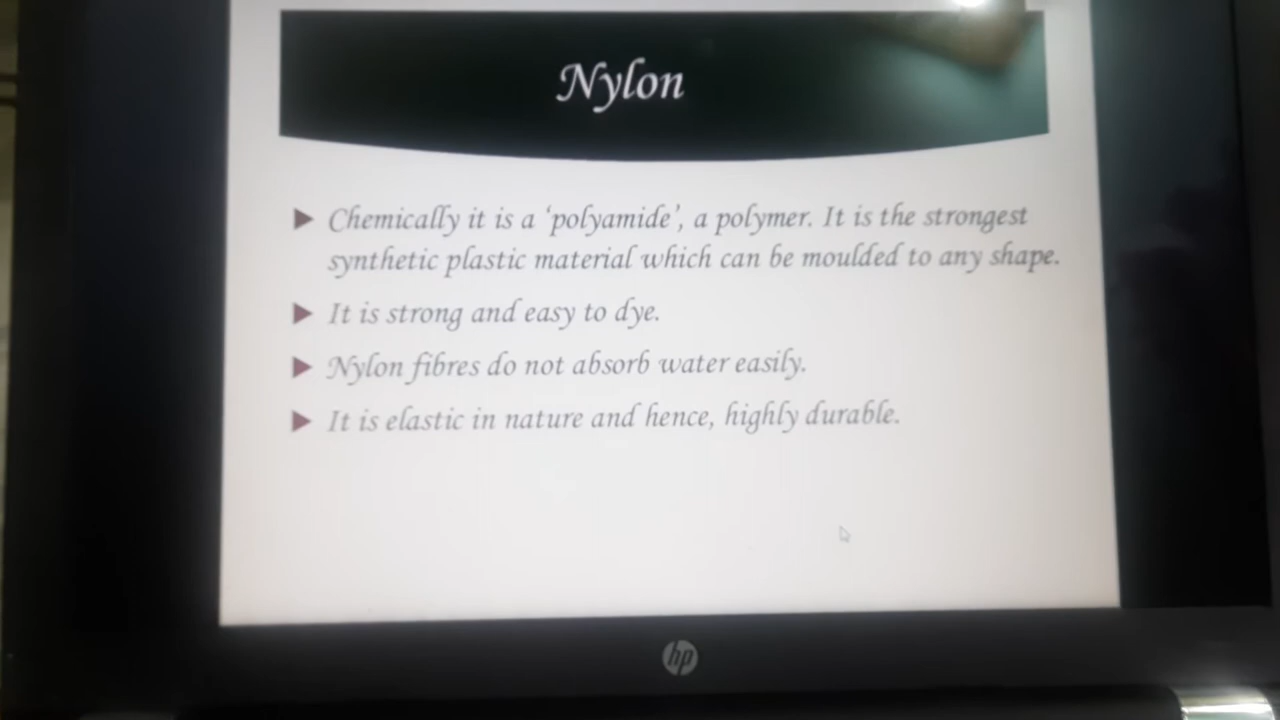 Nylon
Chemically it is a ‘polyamide’, a polymer. It is the strongest
synthetic plastic material which can be moulded to any shape.
It is strong and easy to dye.
Nylon fibres do not absorb water easily.
It is elastic in nature and hence, highly durable.
hp